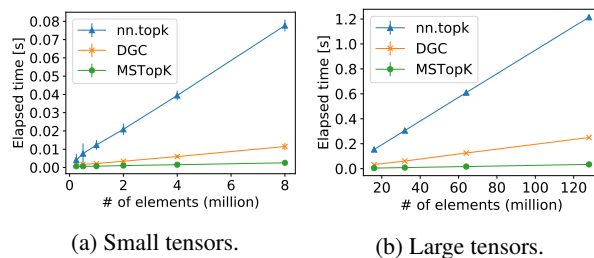 0.08
0.07
0.06
0.05
0.04
0.03
0.02
0.01
0.00
Elapsed time [s]
nn.topk
DGC
MSTopK
0 2 4 6 8
# of elements (million)
(a) Small tensors.
1.2
1.0
0.8
0.6
0.4
0.2
0.0
Elapsed time [s]
nn.topk
DGC
MSTopK
20 40 60 80 100 120
# of elements (million)
(b) Large tensors.